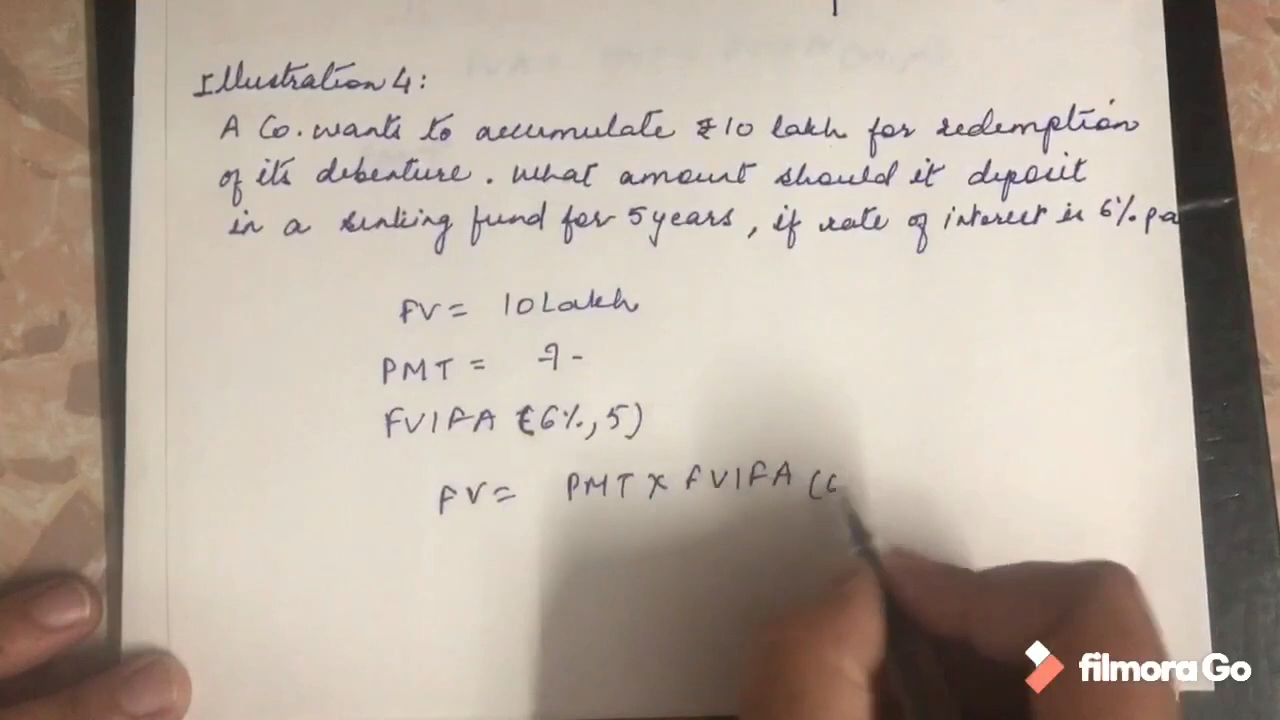 Illustration 4:
A Co. wants to accumulate ₹10 lakh for redemption
of its debenture. What amount should it deposit
in a sinking fund for 5 years, if rate of interest is 6% pa
FV = 10 Lakh
PMT = ?
FVIFA (6%, 5)
FV = PMT x FVIFA (6
filmora Go